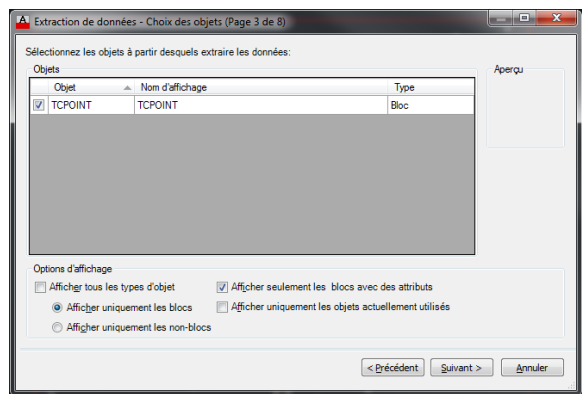 Extraction de données - Choix des objets (Page 3 de 8)
Sélectionnez les objets à partir desquels extraire les données:
Objets
Aperçu
Objet Nom d'affichage Type
TCPOINT TCPOINT Bloc
Options d'affichage
Afficher tous les types d'objet Afficher seulement les blocs avec des attributs
Afficher uniquement les blocs Afficher uniquement les objets actuellement utilisés
Afficher uniquement les non-blocs
< Précédent Suivant > Annuler